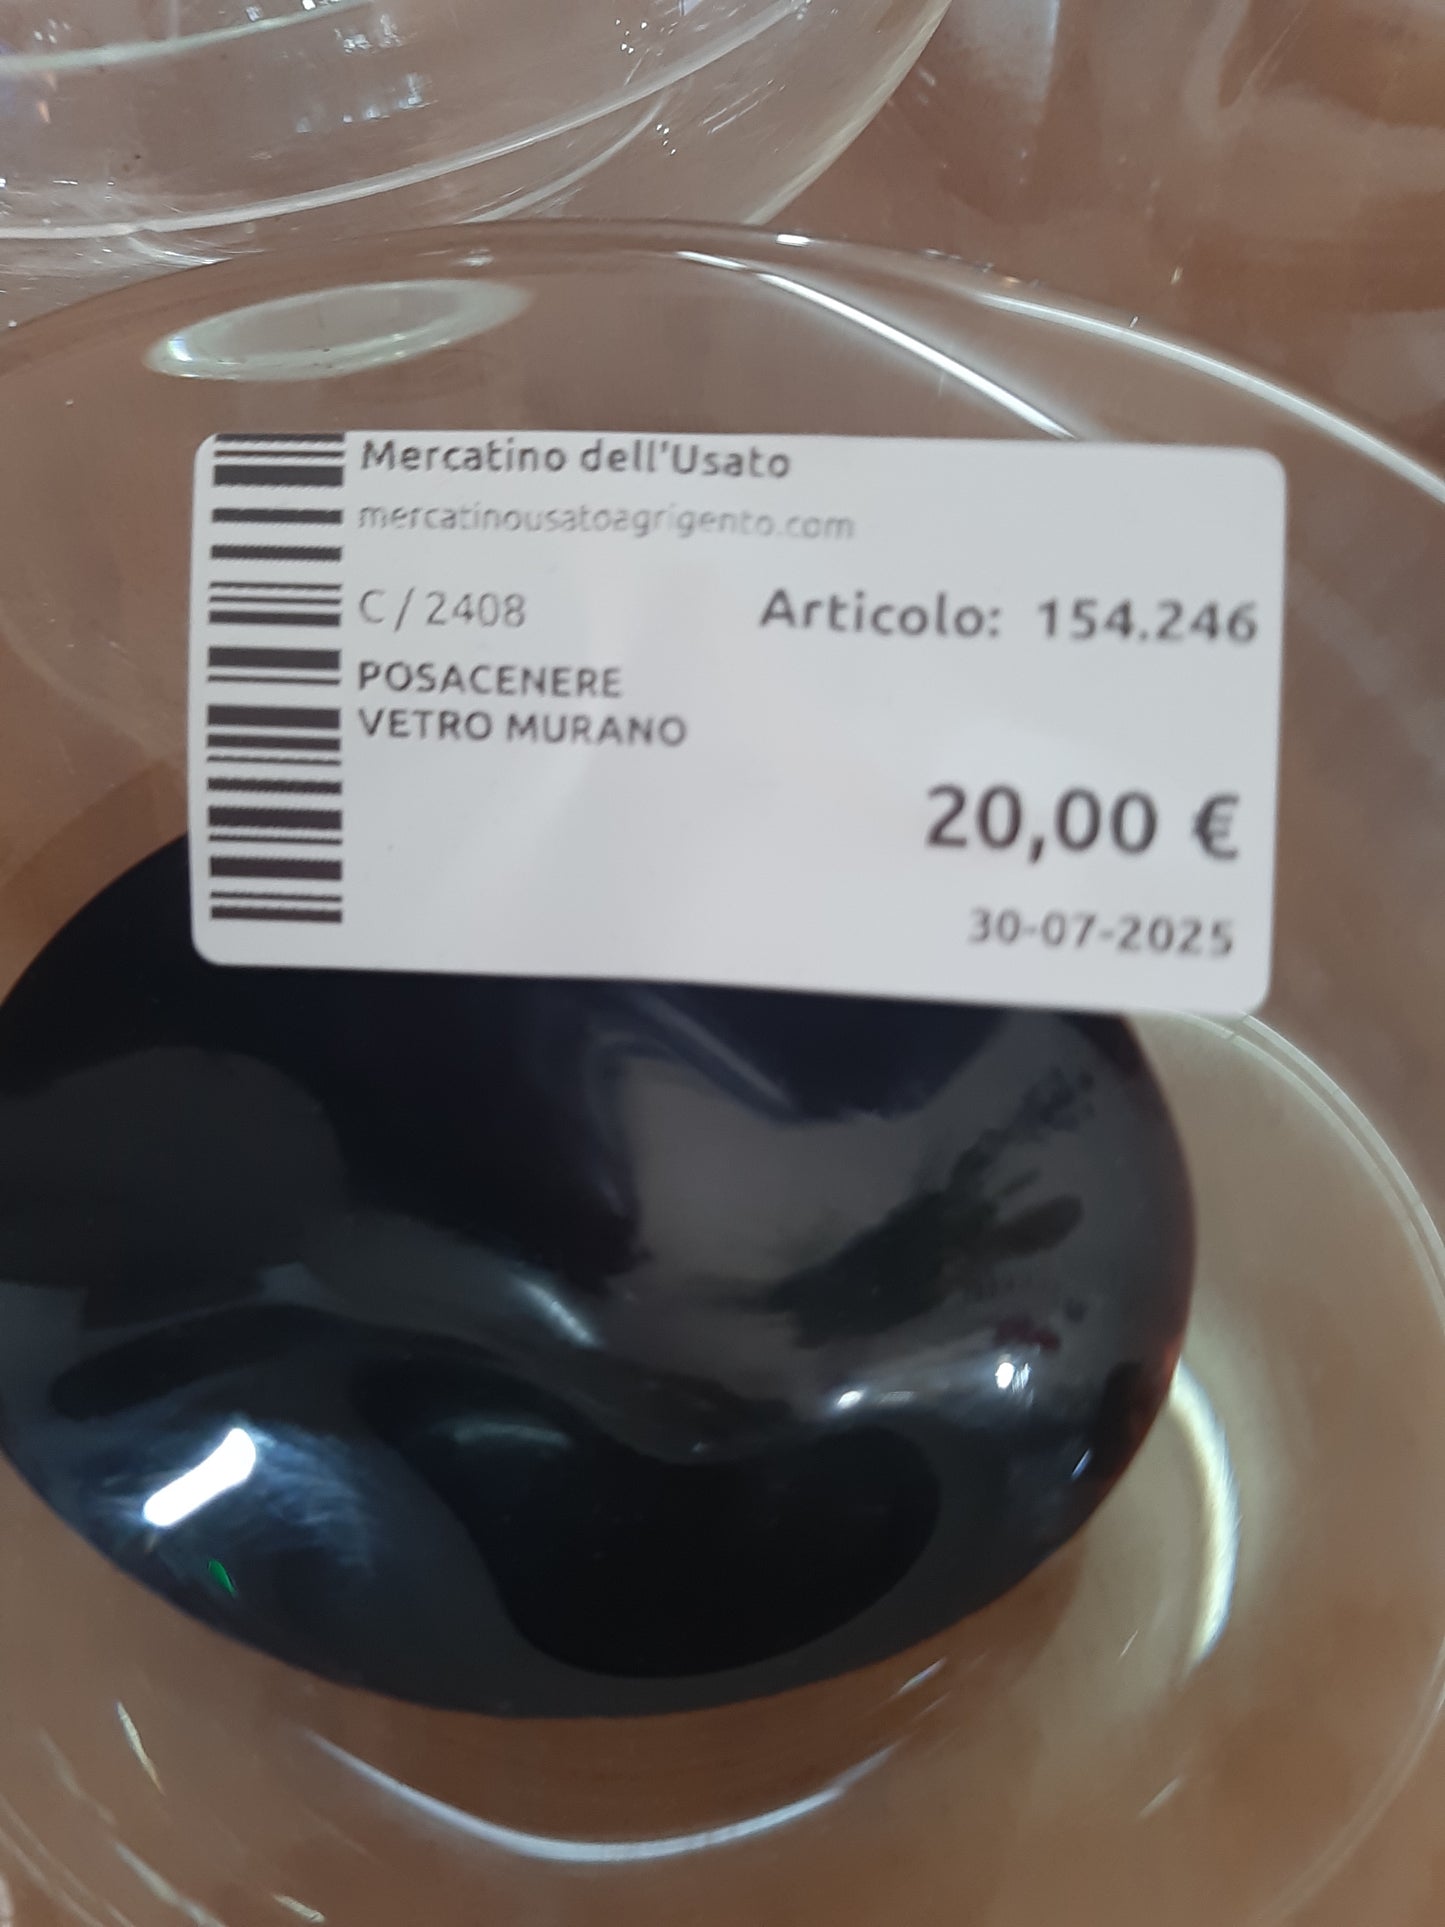 Mercatino dell'Usato
mercatinousatoagrigento.com
C/2408 Articolo: 154.246
POSACENERE
VETRO MURANO
20,00 €
30-07-2025